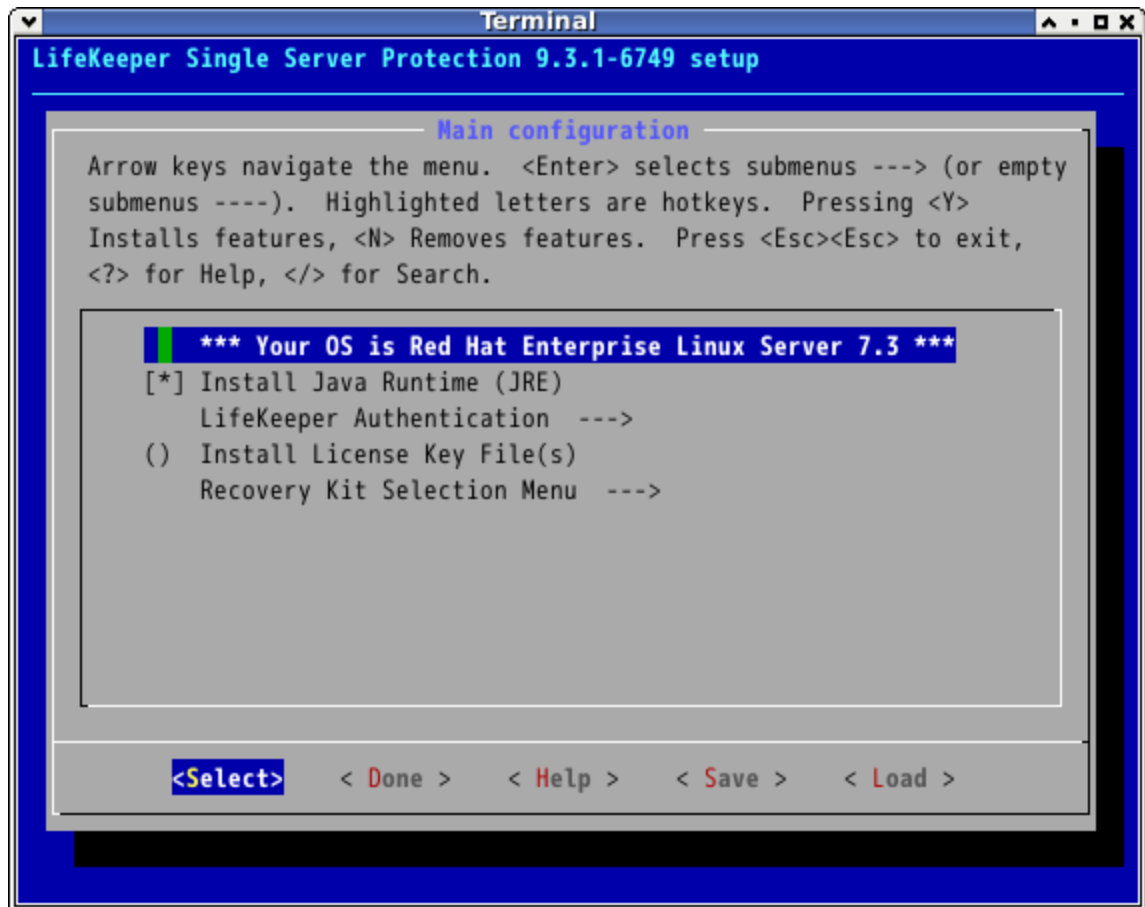 Terminal
LifeKeeper Single Server Protection 9.3.1-6749 setup
Main configuration
Arrow keys navigate the menu.  <Enter> selects submenus ---> (or empty
submenus ----).  Highlighted letters are hotkeys.  Pressing <Y>
Installs features, <N> Removes features.  Press <Esc><Esc> to exit,
<?> for Help, </> for Search.
*** Your OS is Red Hat Enterprise Linux Server 7.3 ***
[*] Install Java Runtime (JRE)
LifeKeeper Authentication  --->
()  Install License Key File(s)
Recovery Kit Selection Menu  --->
<Select>    < Done >    < Help >    < Save >    < Load >